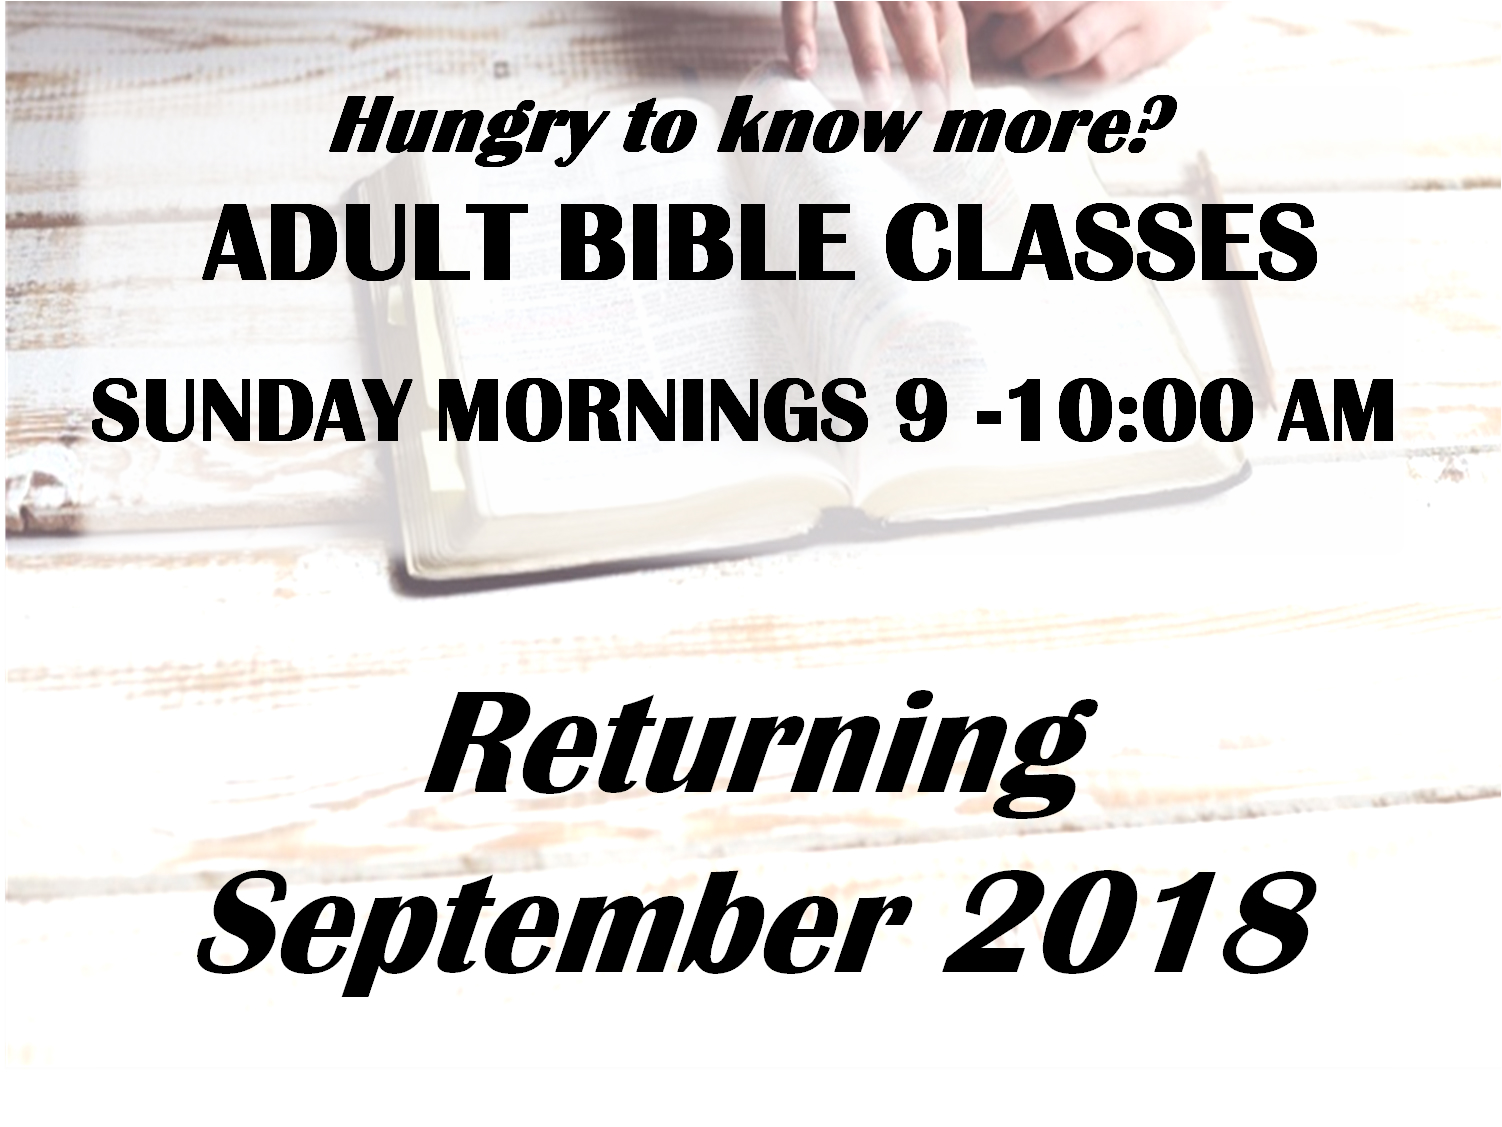 Hungry to know more?
ADULT BIBLE CLASSES
SUNDAY MORNINGS 9 -10:00 AM
Returning
September 2018